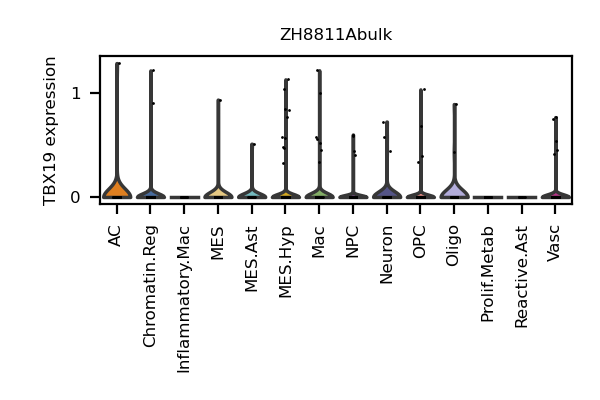 ZH8811Abulk
TBX19 expression
1
0
AC
Chromatin.Reg
Inflammatory.Mac
MES
MES.Ast
MES.Hyp
Mac
NPC
Neuron
OPC
Oligo
Prolif.Metab
Reactive.Ast
Vasc